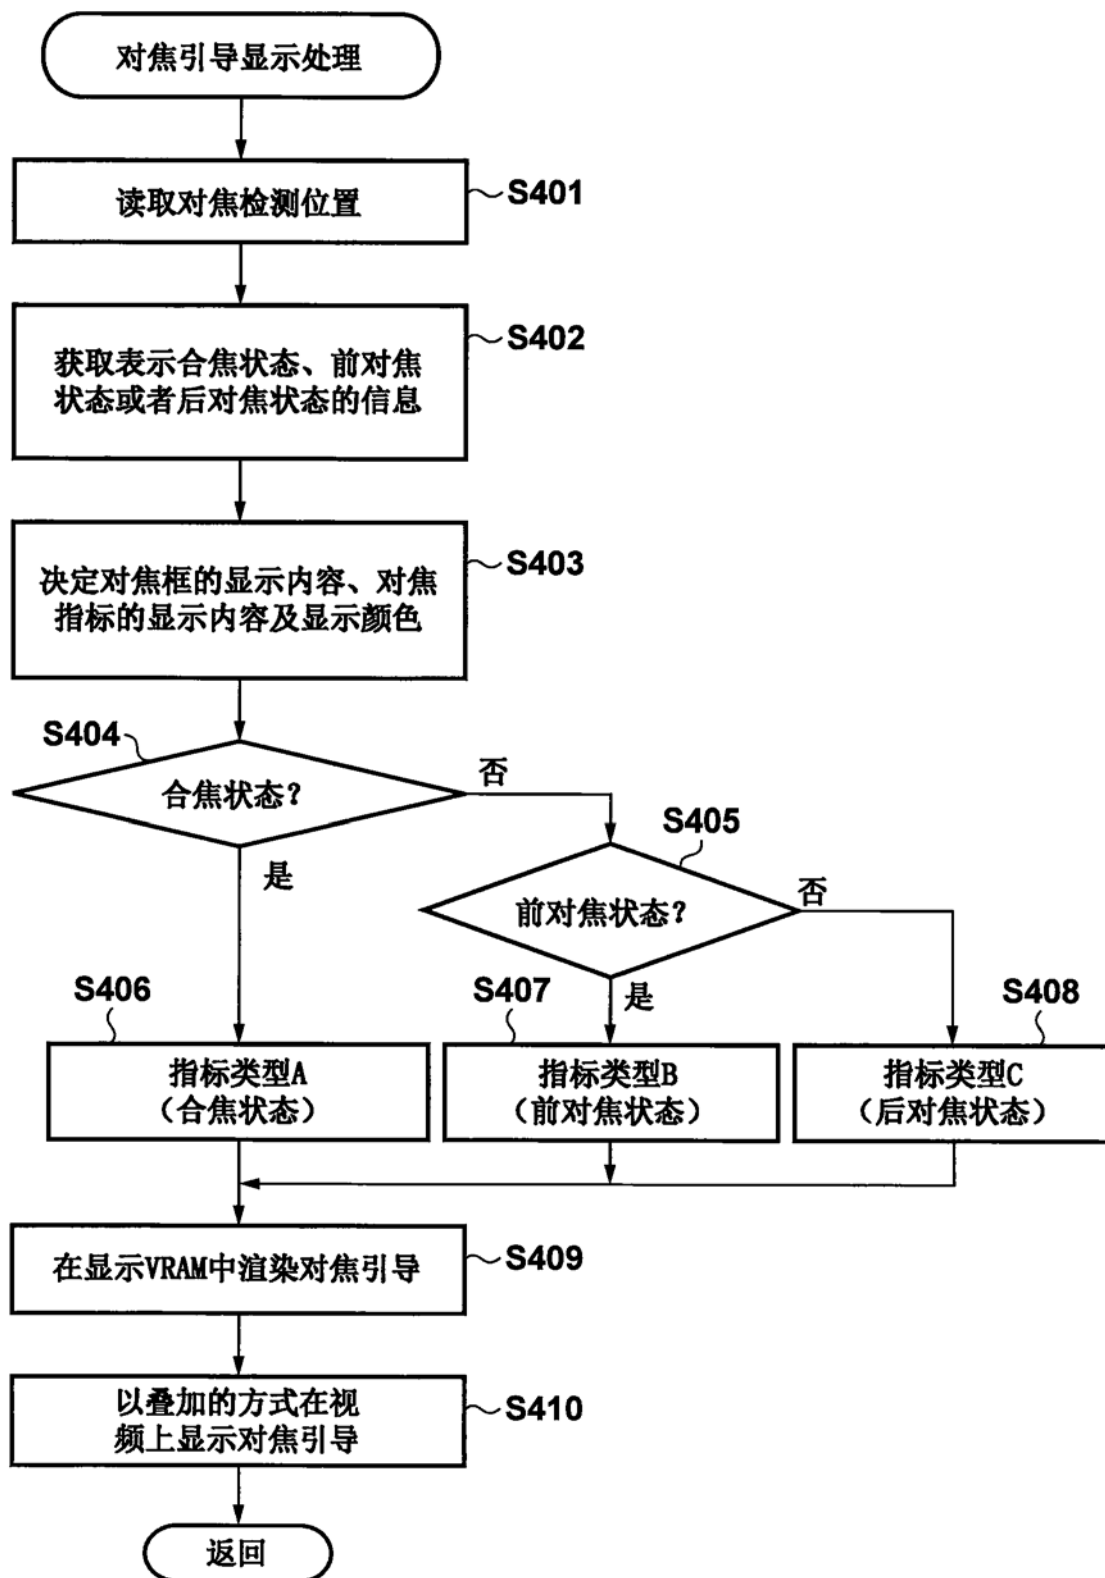 对焦引导显示处理
读取对焦检测位置
S401
获取表示合焦状态、前对焦
状态或者后对焦状态的信息
S402
决定对焦框的显示内容、对焦
指标的显示内容及显示颜色
S403
S404
合焦状态?
否
是
S405
前对焦状态?
否
是
S406
指标类型A
（合焦状态）
S407
指标类型B
（前对焦状态）
S408
指标类型C
（后对焦状态）
在显示VRAM中渲染对焦引导
S409
以叠加的方式在视
频上显示对焦引导
S410
返回